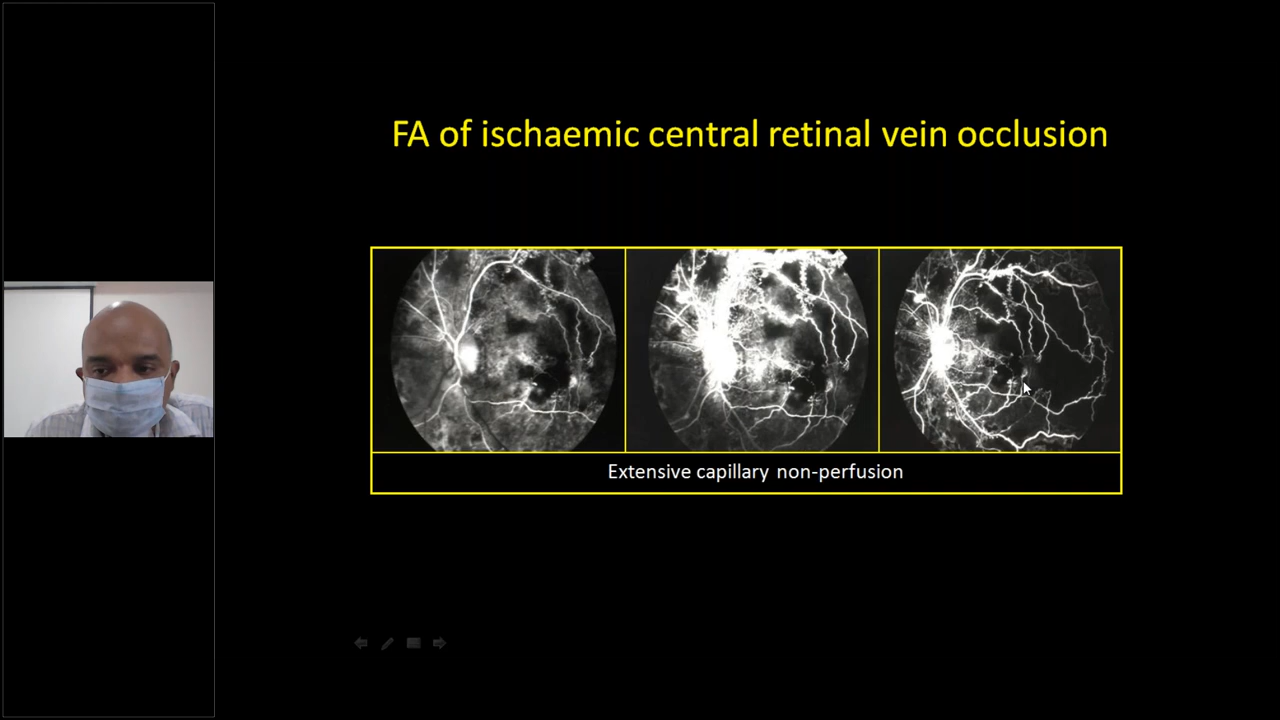 FA of ischaemic central retinal vein occlusion
Extensive capillary non-perfusion